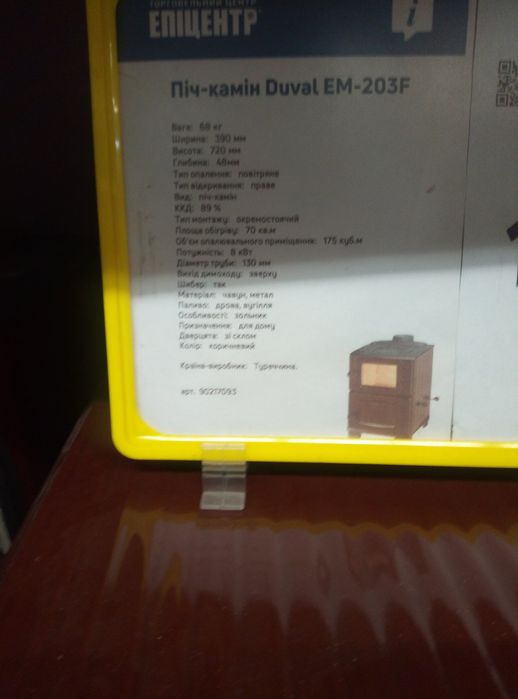 ТОРГОВЕЛЬНИЙ ЦЕНТР
ЕПІЦЕНТР
i
Піч-камін Duval EM-203F
Вага: 68 кг
Ширина: 390 мм
Висота: 720 мм
Глибина: 48мм
Тип опалення: повітряне
Тип відкривання: праве
Вид: піч-камін
ККД: 89 %
Тип монтажу: окремостоячий
Площа обігріву: 70 кв.м
Об'єм опалювального приміщення: 175 куб.м
Потужність: 8 кВт
Діаметр труби: 130 мм
Вихід димоходу: зверху
Шибер: так
Матеріал: чавун, метал
Паливо: дрова, вугілля
Особливості: зольник
Призначення: для дому
Дверцята: зі склом
Колір: коричневий
Країна-виробник: Туреччина.
арт. 90217093